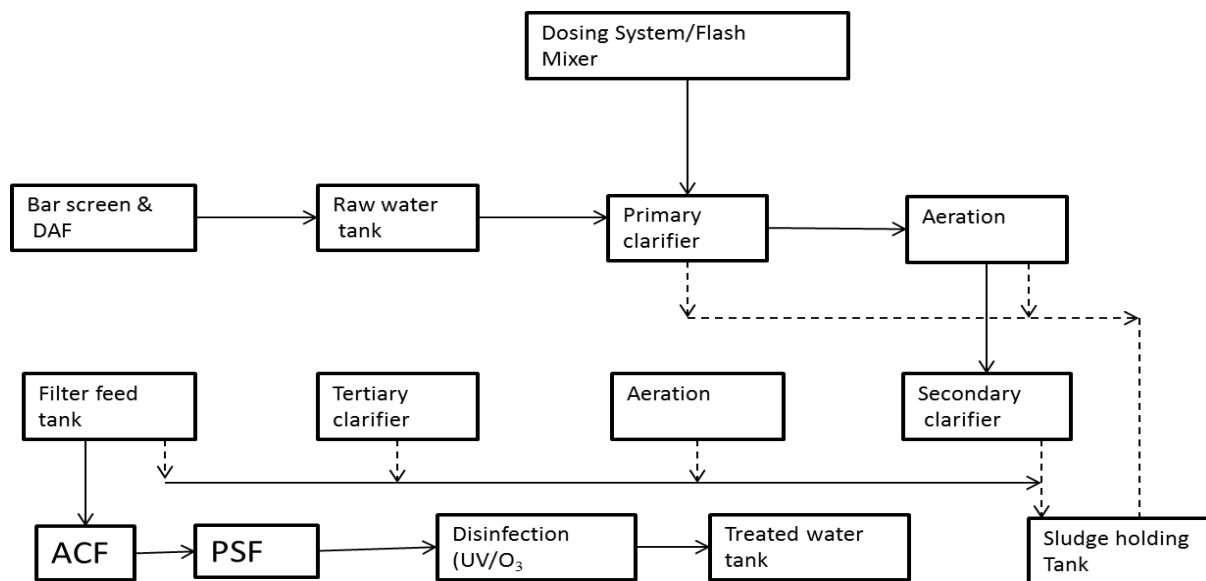 Dosing System/Flash
Mixer
Bar screen &
DAF
Raw water
tank
Primary
clarifier
Aeration
Filter feed
tank
Tertiary
clarifier
Aeration
Secondary
clarifier
ACF
PSF
Disinfection
(UV/O₃
Treated water
tank
Sludge holding
Tank